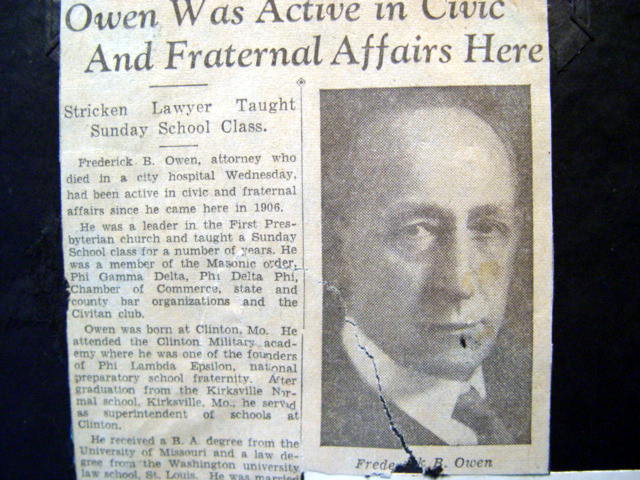 Owen Was Active in Civic
And Fraternal Affairs Here
Stricken Lawyer Taught
Sunday School Class.
Frederick B. Owen, attorney who
died in a city hospital Wednesday,
had been active in civic and fraternal
affairs since he came here in 1906.
He was a leader in the First Pres-
byterian church and taught a Sunday
School class for a number of years. He
was a member of the Masonic order,
Phi Gamma Delta, Phi Delta Phi,
Chamber of Commerce, state and
county bar organizations and the
Civitan club.
Owen was born at Clinton, Mo. He
attended the Clinton Military acad-
emy where he was one of the founders
of Phi Lambda Epsilon, national
preparatory school fraternity. After
graduation from the Kirksville Nor-
mal school, Kirksville, Mo., he served
as superintendent of schools at
Clinton.
He received a B. A. degree from the
University of Missouri and a law de-
gree from the Washington university
law school, St. Louis. He was married
Frederick B. Owen